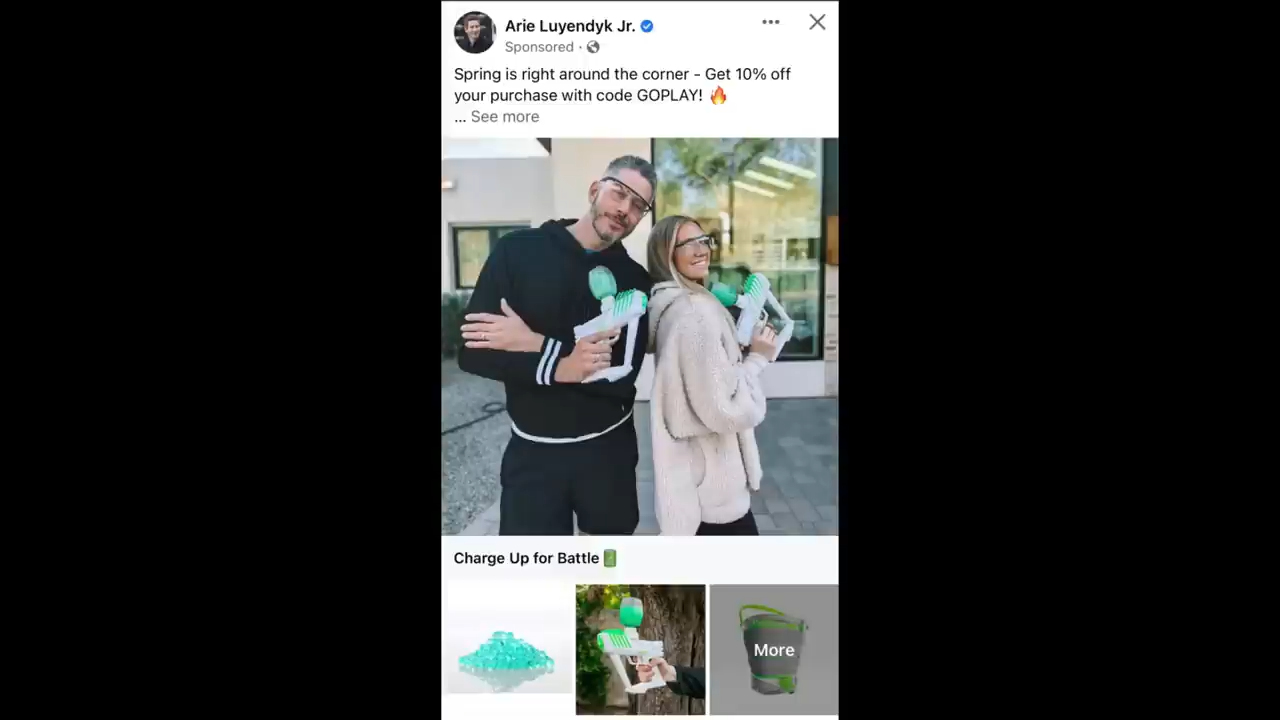 Arie Luyendyk Jr.
Sponsored ·
Spring is right around the corner - Get 10% off
your purchase with code GOPLAY! 🔥
... See more
Charge Up for Battle🔋
More